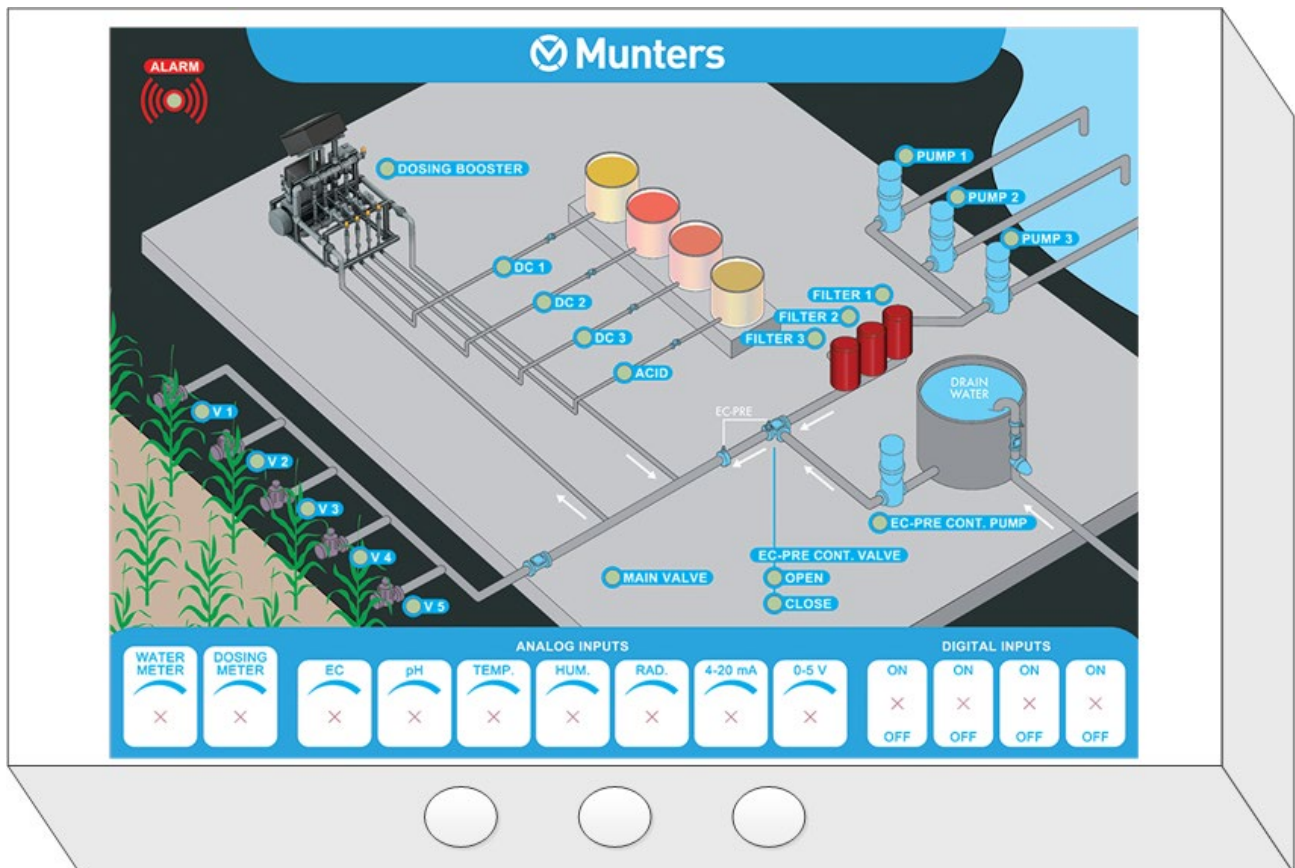 Munters
ALARM
DOSING BOOSTER
PUMP 1
PUMP 2
PUMP 3
DC 1
DC 2
DC 3
ACID
FILTER 1
FILTER 2
FILTER 3
DRAIN
WATER
EC-PRE
V 1
V 2
V 3
V 4
V 5
EC-PRE CONT. PUMP
EC-PRE CONT. VALVE
MAIN VALVE
OPEN
CLOSE
ANALOG INPUTS
DIGITAL INPUTS
WATER
METER
DOSING
METER
EC
pH
TEMP.
HUM.
RAD.
4-20 mA
0-5 V
ON
OFF
ON
OFF
ON
OFF
ON
OFF